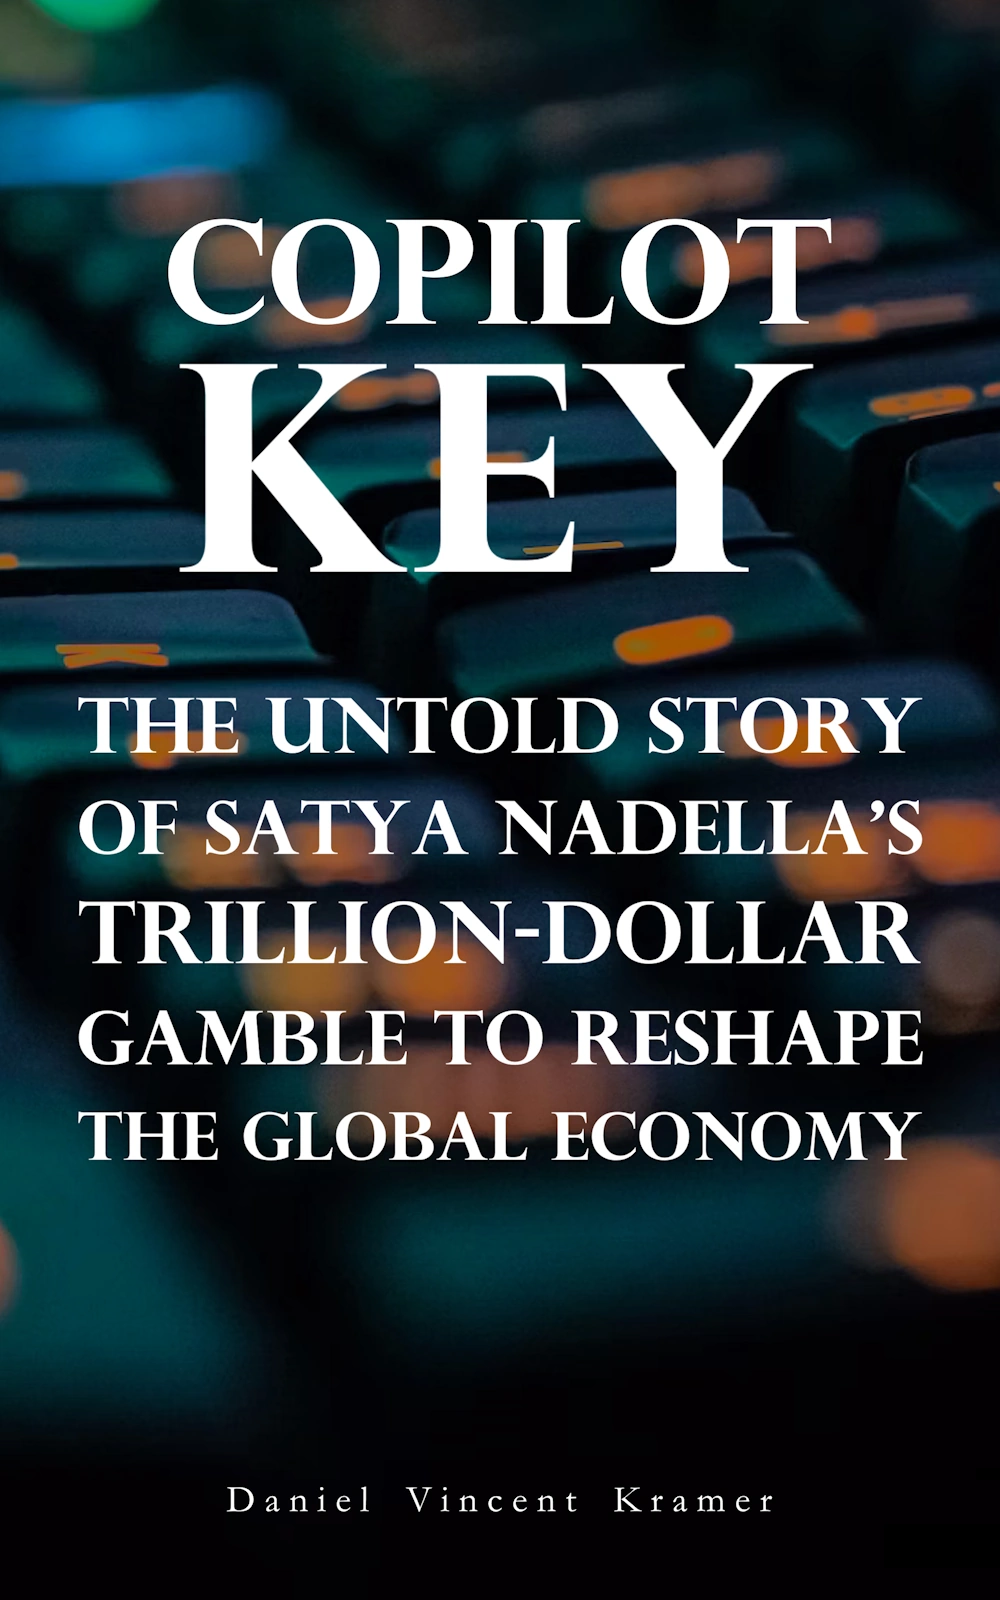 COPILOT
KEY
THE UNTOLD STORY
OF SATYA NADELLA’S
TRILLION-DOLLAR
GAMBLE TO RESHAPE
THE GLOBAL ECONOMY
Daniel Vincent Kramer